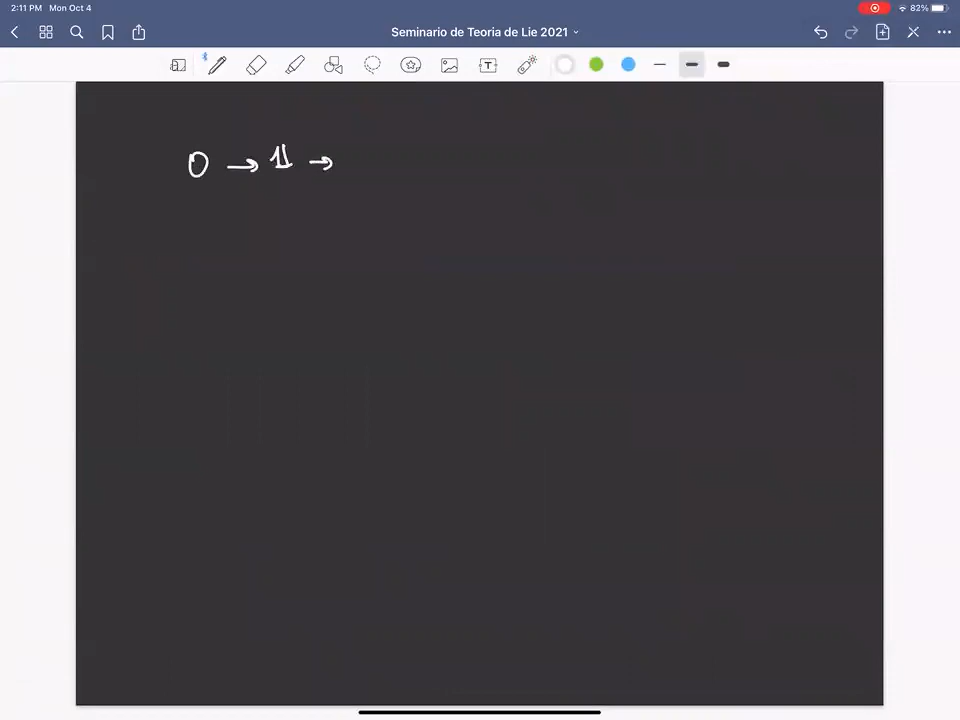 2:11 PM Mon Oct 4
82%
Seminario de Teoria de Lie 2021
T
0 → 𝟙 →